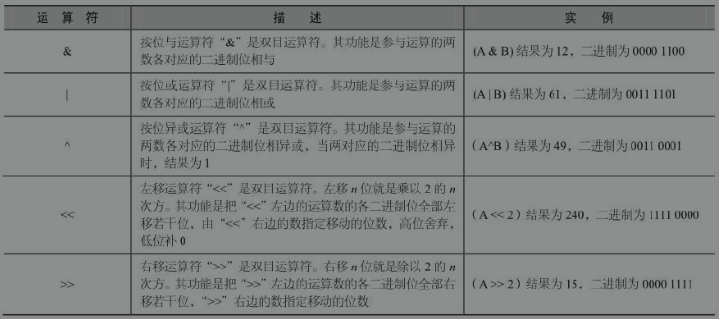 运 算 符 描 述 实 例
& 按位与运算符“&”是双目运算符。其功能是参与运算的两
数各对应的二进制位相与 (A & B) 结果为 12，二进制为 0000 1100
| 按位或运算符“|”是双目运算符。其功能是参与运算的两
数各对应的二进制位相或 (A | B) 结果为 61，二进制为 0011 1101
^ 按位异或运算符“^”是双目运算符。其功能是参与运算的
两数各对应的二进制位相异或，当两对应的二进制位相异
时，结果为 1 （A^B）结果为 49，二进制为 0011 0001
<< 左移运算符“<<”是双目运算符。左移 n 位就是乘以 2 的 n
次方。其功能是把“<<”左边的运算数的各二进制位全部左
移若干位，由“<<”右边的数指定移动的位数，高位舍弃，
低位补 0 （A << 2）结果为 240，二进制为 1111 0000
>> 右移运算符“>>”是双目运算符。右移 n 位就是除以 2 的 n
次方。其功能是把“>>”左边的运算数的各二进制位全部右
移若干位，“>>”右边的数指定移动的位数 （A >> 2）结果为 15，二进制为 0000 1111